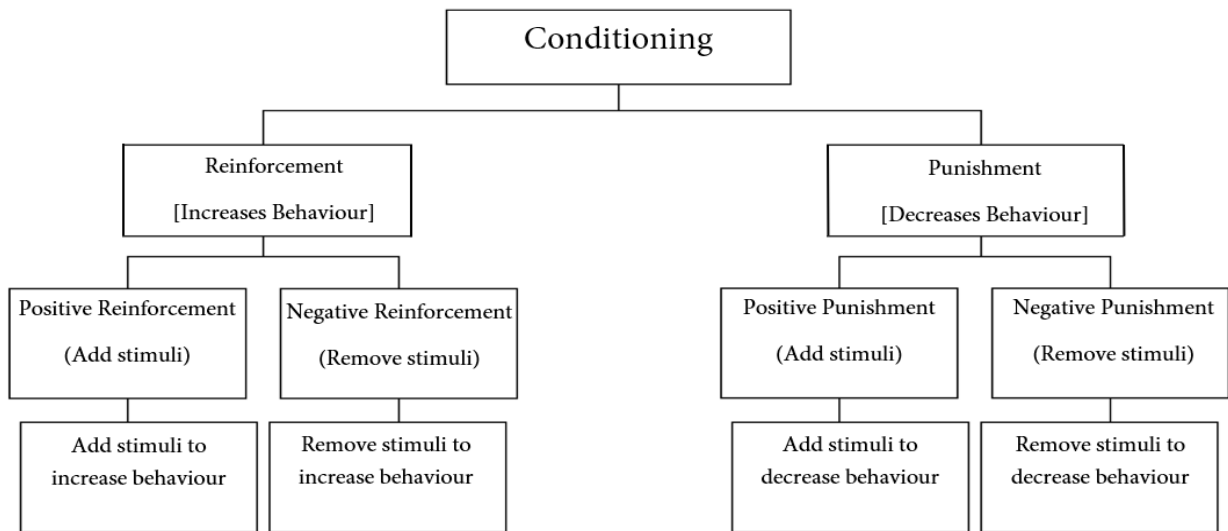 Conditioning
Reinforcement
[Increases Behaviour]
Punishment
[Decreases Behaviour]
Positive Reinforcement
(Add stimuli)
Negative Reinforcement
(Remove stimuli)
Positive Punishment
(Add stimuli)
Negative Punishment
(Remove stimuli)
Add stimuli to
increase behaviour
Remove stimuli to
increase behaviour
Add stimuli to
decrease behaviour
Remove stimuli to
decrease behaviour